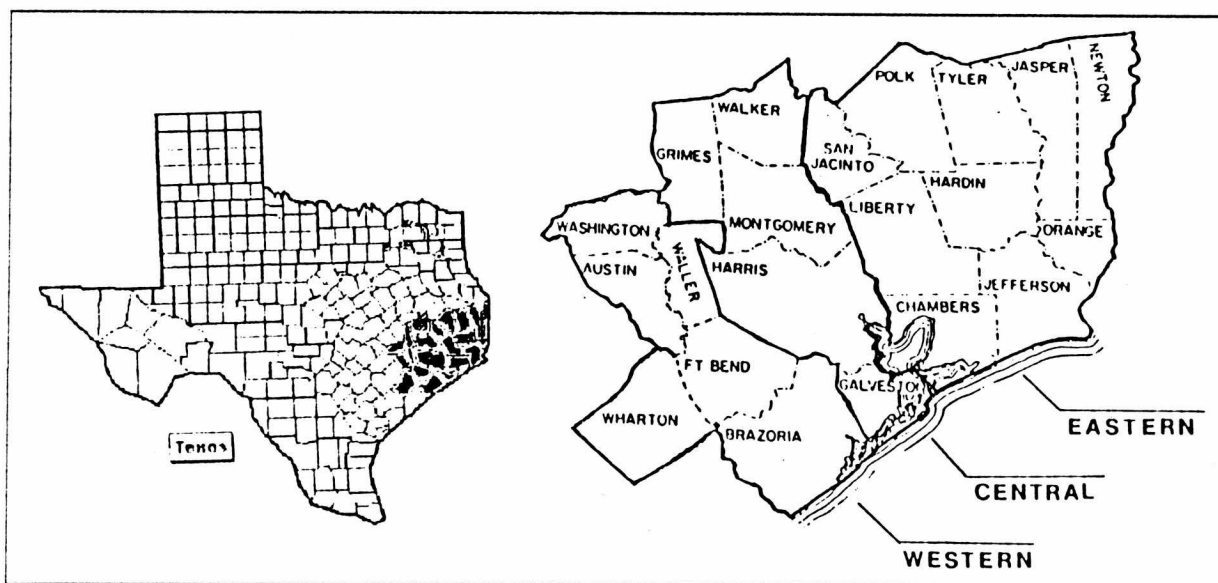 Texas
POLK
TYLER
JASPER
NEWTON
WALKER
GRIMES
SAN
JACINTO
HARDIN
LIBERTY
WASHINGTON
MONTGOMERY
ORANGE
AUSTIN
WALLER
HARRIS
JEFFERSON
CHAMBERS
FT BEND
GALVESTON
WHARTON
BRAZORIA
EASTERN
CENTRAL
WESTERN